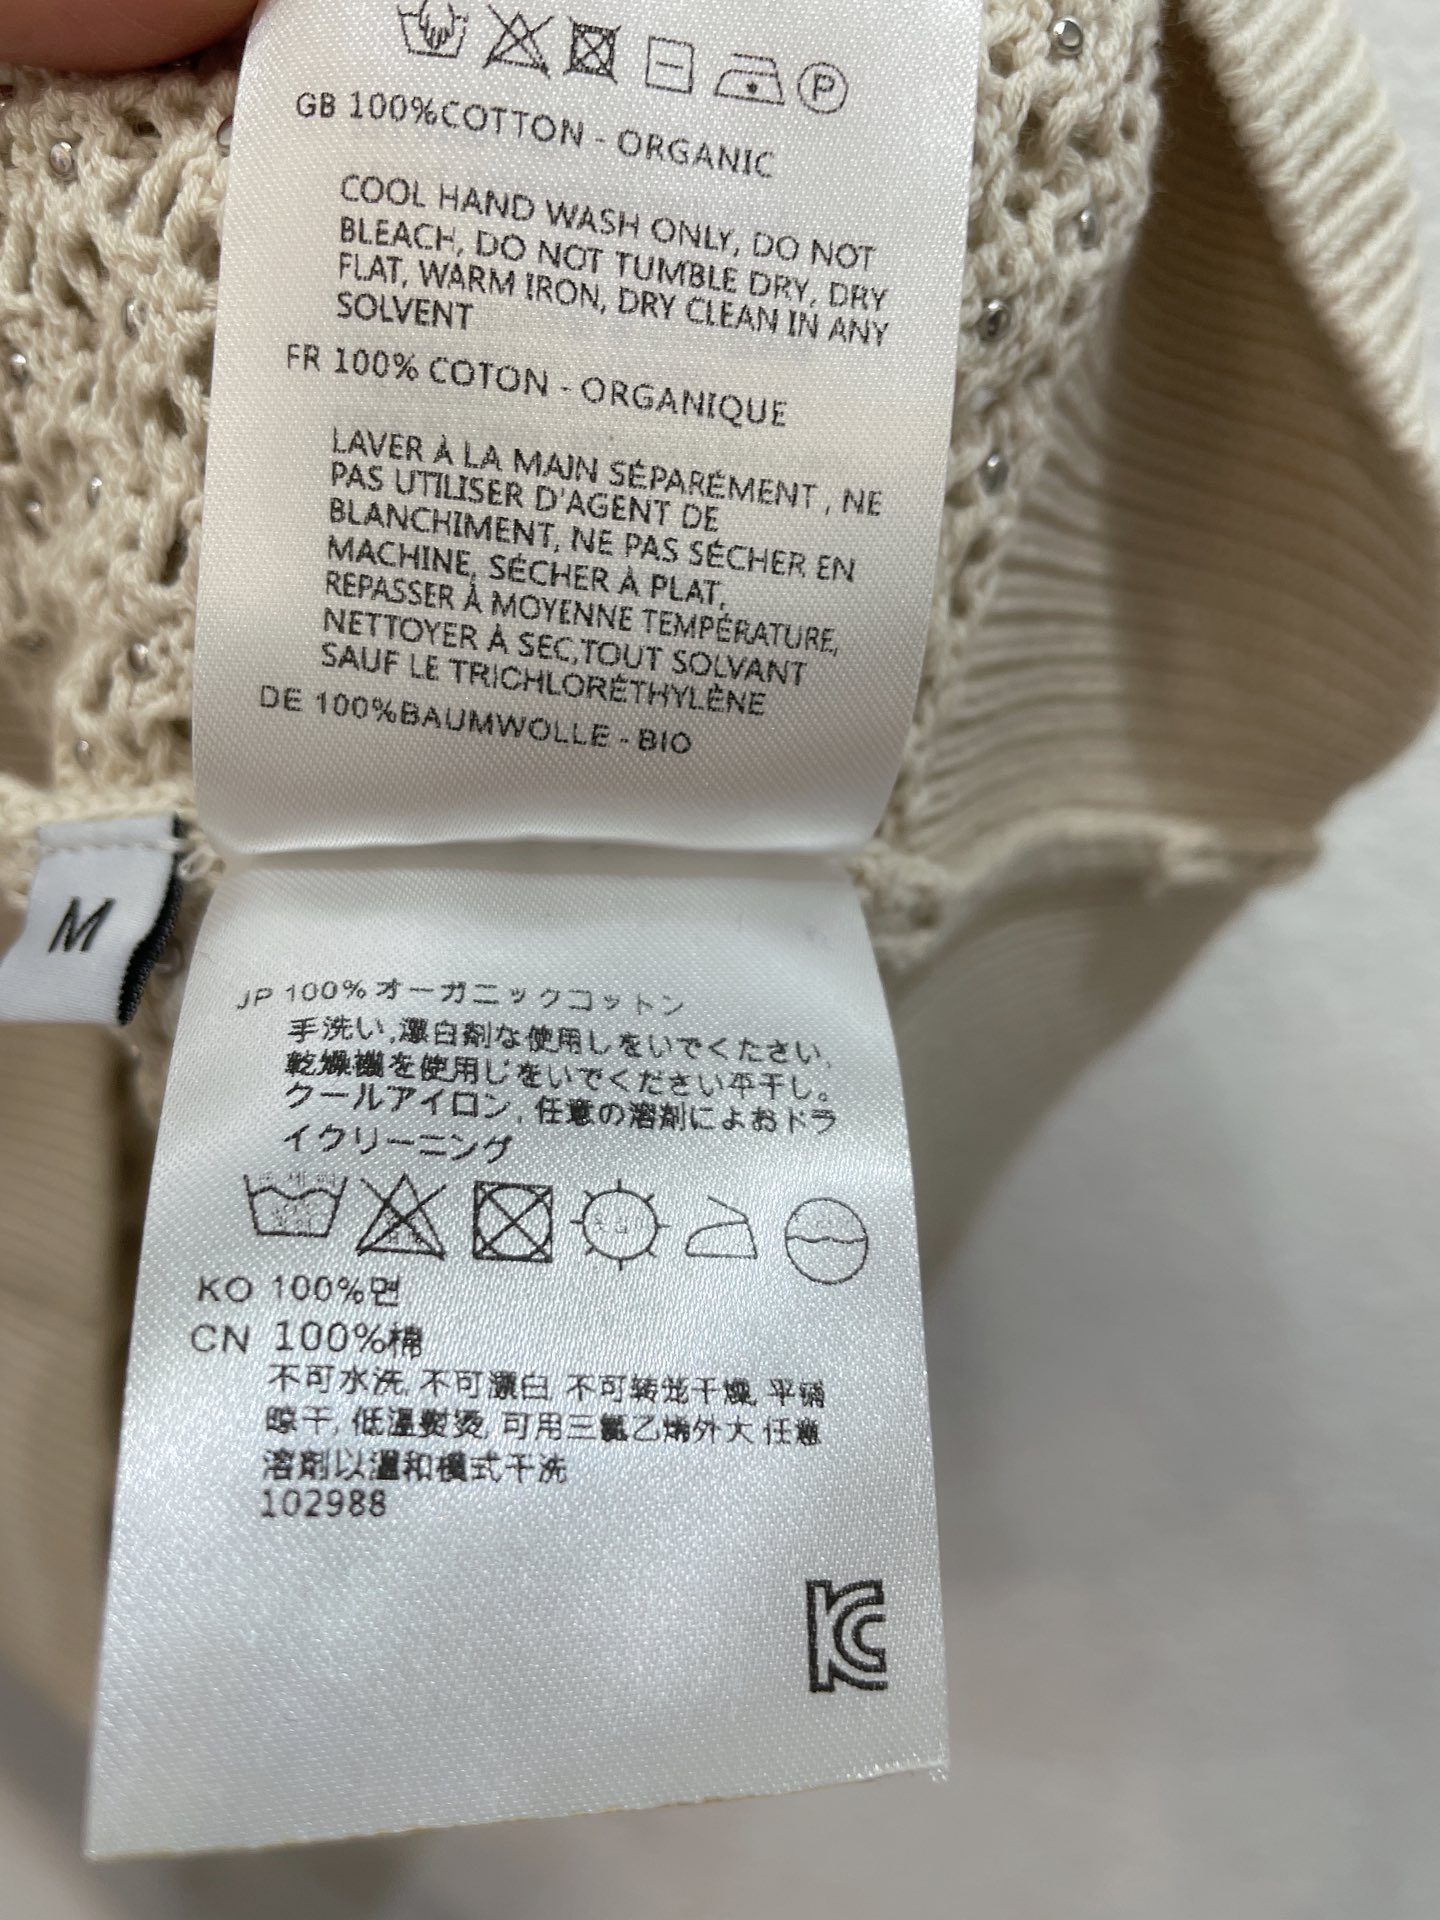 P
GB 100%COTTON - ORGANIC
COOL HAND WASH ONLY, DO NOT
BLEACH, DO NOT TUMBLE DRY, DRY
FLAT, WARM IRON, DRY CLEAN IN ANY
SOLVENT
FR 100% COTON - ORGANIQUE
LAVER À LA MAIN SÉPARÉMENT , NE
PAS UTILISER D'AGENT DE
BLANCHIMENT, NE PAS SÉCHER EN
MACHINE, SÉCHER À PLAT,
REPASSER À MOYENNE TEMPÉRATURE,
NETTOYER À SEC,TOUT SOLVANT
SAUF LE TRICHLORÉTHYLÈNE
DE 100%BAUMWOLLE - BIO
M
JP 100% オーガニックコットン
手洗い,漂白剤な使用しをいでください,
乾燥機を使用じをいでください平干し。
クールアイロン, 任意の溶剤によおドラ
イクリーニング
KO 100%면
CN 100%棉
不可水洗, 不可漂白, 不可转笼干燥, 平铺
晾干, 低温熨烫, 可用三氯乙烯外大 任意
溶劑以溫和模式干洗
102988
KC